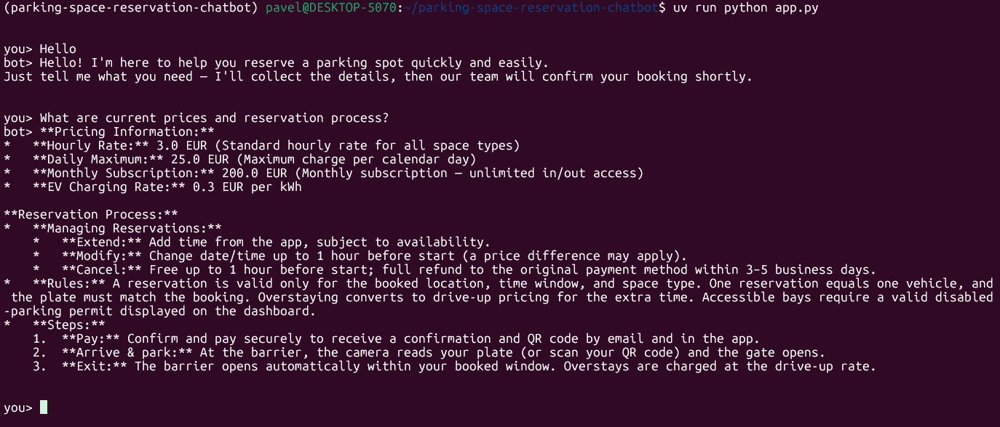 (parking-space-reservation-chatbot) pavel@DESKTOP-5070:~/parking-space-reservation-chatbot$ uv run python app.py
you> Hello
bot> Hello! I'm here to help you reserve a parking spot quickly and easily.
Just tell me what you need — I'll collect the details, then our team will confirm your booking shortly.
you> What are current prices and reservation process?
bot> **Pricing Information:**
*   **Hourly Rate:** 3.0 EUR (Standard hourly rate for all space types)
*   **Daily Maximum:** 25.0 EUR (Maximum charge per calendar day)
*   **Monthly Subscription:** 200.0 EUR (Monthly subscription — unlimited in/out access)
*   **EV Charging Rate:** 0.3 EUR per kWh
**Reservation Process:**
*   **Managing Reservations:**
    *   **Extend:** Add time from the app, subject to availability.
    *   **Modify:** Change date/time up to 1 hour before start (a price difference may apply).
    *   **Cancel:** Free up to 1 hour before start; full refund to the original payment method within 3–5 business days.
*   **Rules:** A reservation is valid only for the booked location, time window, and space type. One reservation equals one vehicle, and
 the plate must match the booking. Overstaying converts to drive-up pricing for the extra time. Accessible bays require a valid disabled
-parking permit displayed on the dashboard.
*   **Steps:**
    1.  **Pay:** Confirm and pay securely to receive a confirmation and QR code by email and in the app.
    2.  **Arrive & park:** At the barrier, the camera reads your plate (or scan your QR code) and the gate opens.
    3.  **Exit:** The barrier opens automatically within your booked window. Overstays are charged at the drive-up rate.
you>